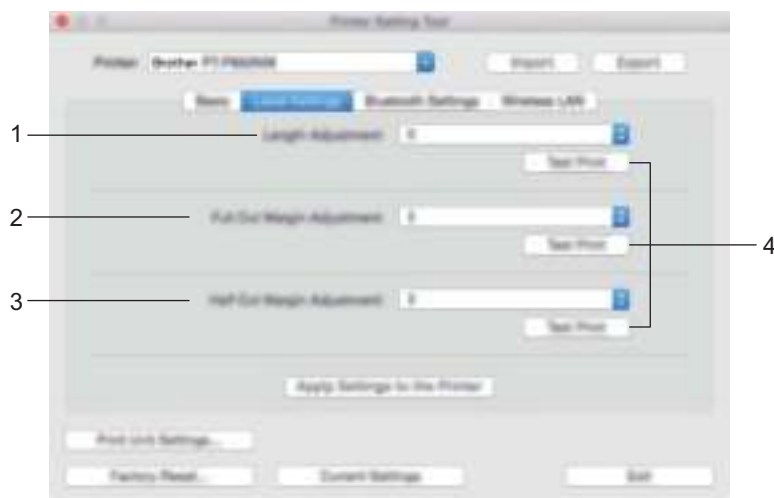 Printer Setting Tool
Printer: Brother
Import
Export
Basic
Label Settings
Bluetooth Settings
Wireless LAN
1
Length Adjustment:
Test Print
2
Full Cut Margin Adjustment:
Test Print
4
3
Half Cut Margin Adjustment:
Test Print
Apply Settings to the Printer
Print Unit Settings...
Factory Reset...
Current Settings
Exit